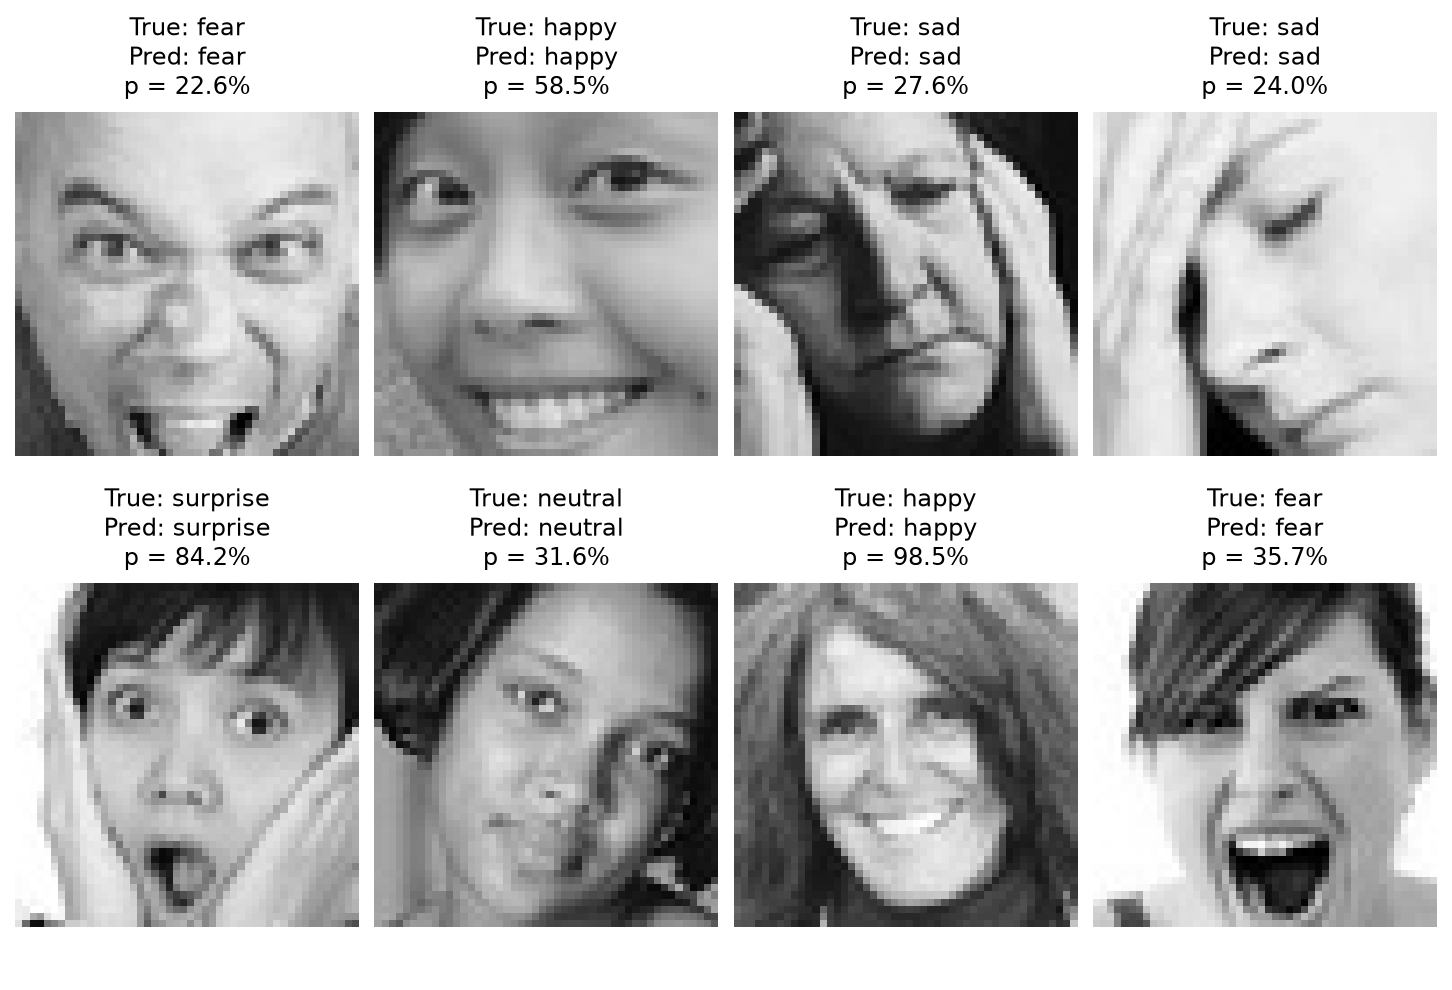 True: fear
Pred: fear
p = 22.6%
True: happy
Pred: happy
p = 58.5%
True: sad
Pred: sad
p = 27.6%
True: sad
Pred: sad
p = 24.0%
True: surprise
Pred: surprise
p = 84.2%
True: neutral
Pred: neutral
p = 31.6%
True: happy
Pred: happy
p = 98.5%
True: fear
Pred: fear
p = 35.7%